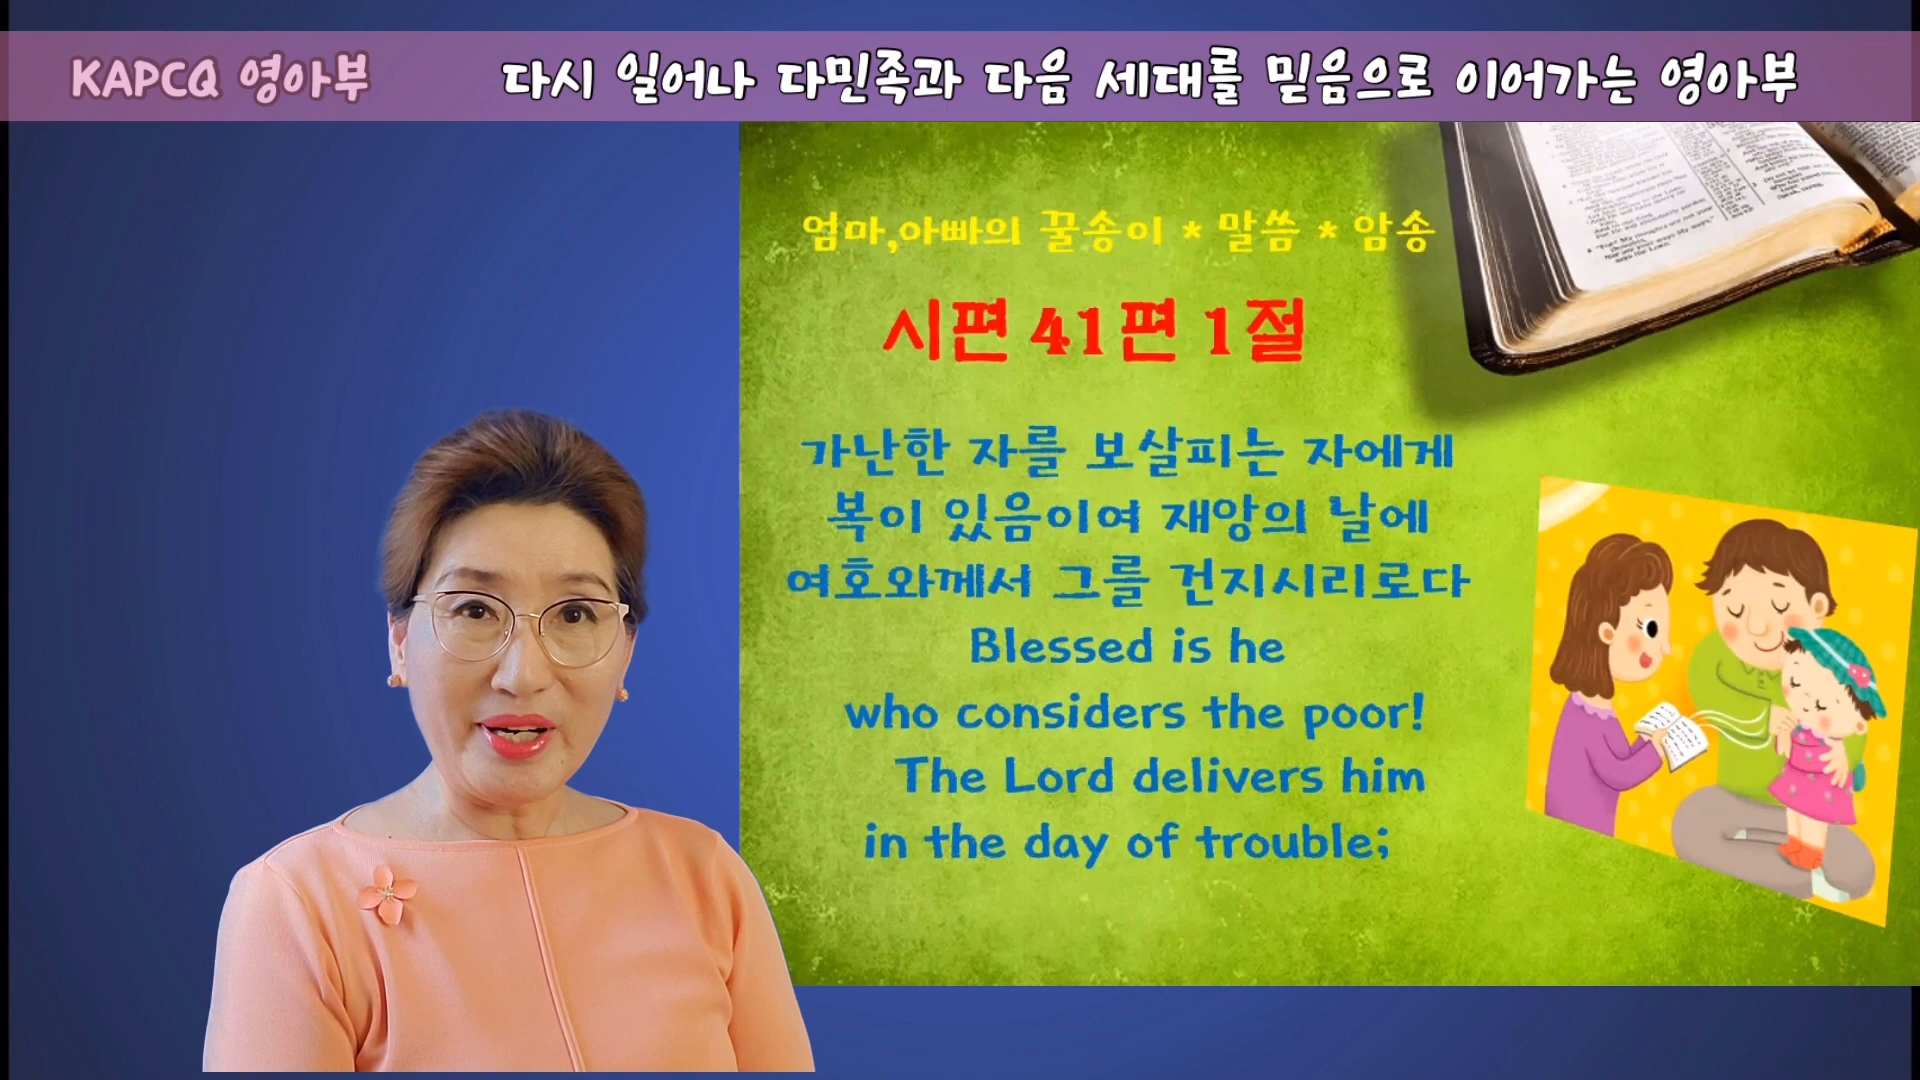 KAPCQ 영아부 다시 일어나 다민족과 다음 세대를 믿음으로 이어가는 영아부
엄마,아빠의 꿀송이 * 말씀 * 암송
시편 41편 1절
가난한 자를 보살피는 자에게
복이 있음이여 재앙의 날에
여호와께서 그를 건지시리로다
Blessed is he
who considers the poor!
The Lord delivers him
in the day of trouble;